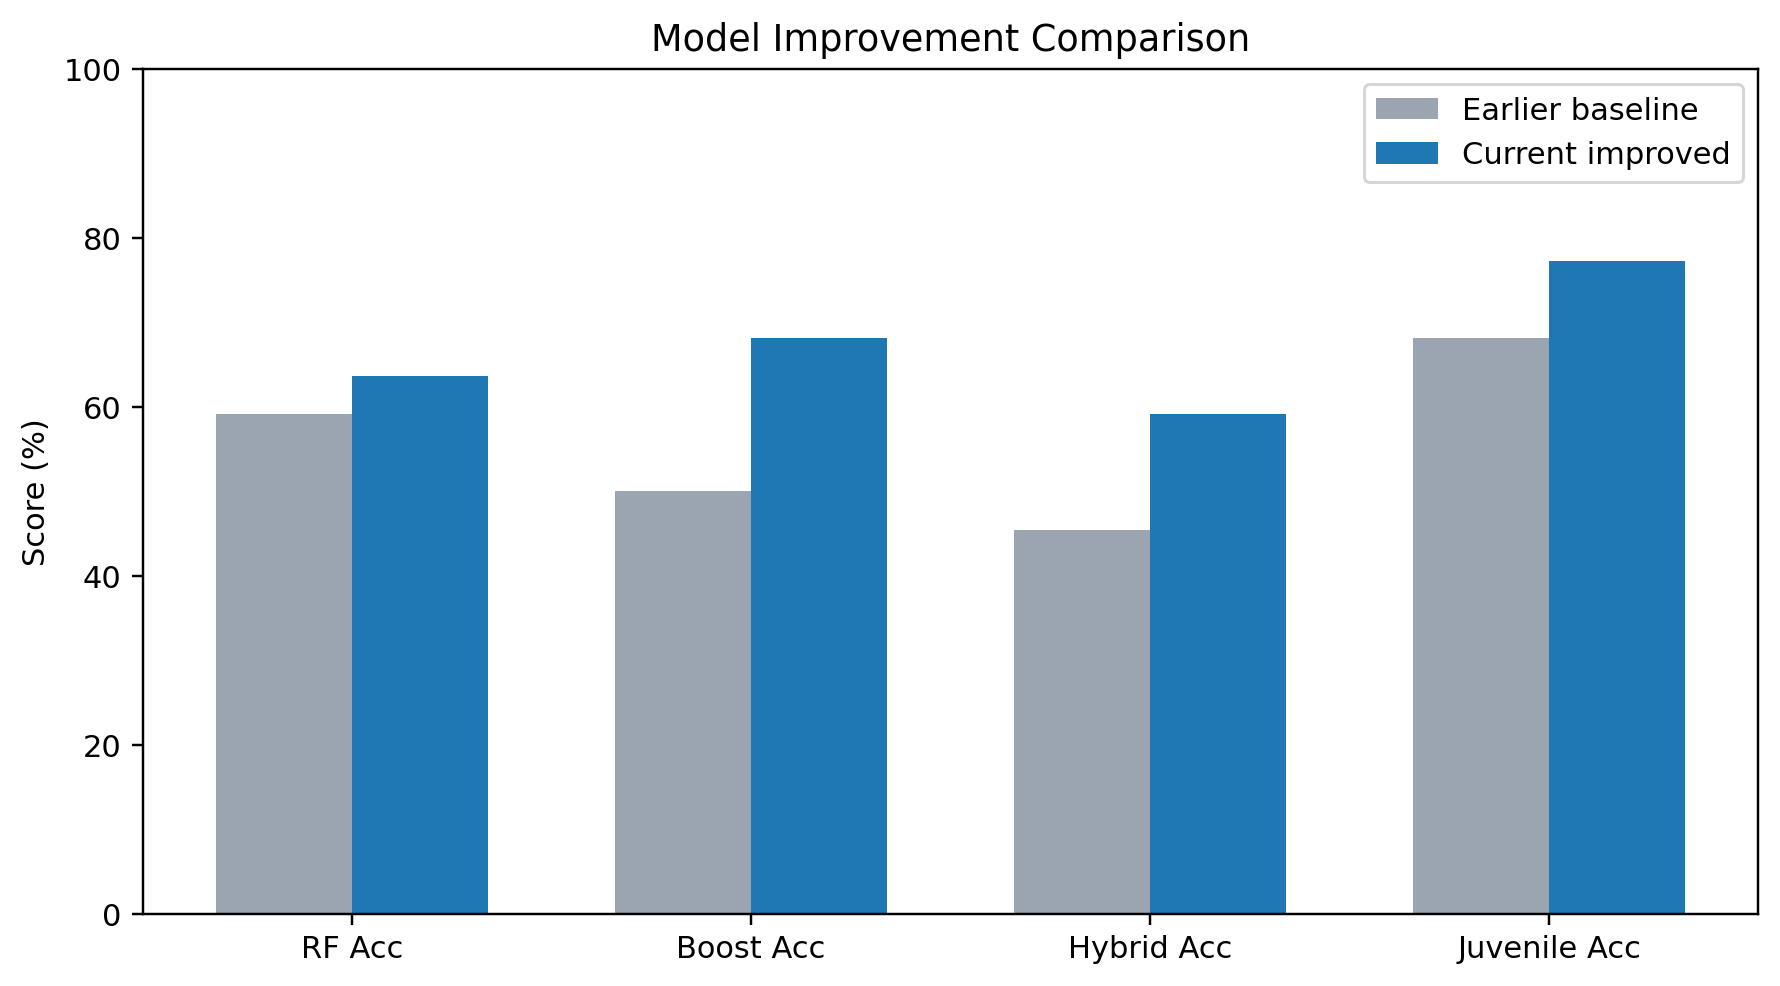 Model Improvement Comparison
Earlier baseline
Current improved
Score (%)
100
80
60
40
20
0
RF Acc
Boost Acc
Hybrid Acc
Juvenile Acc